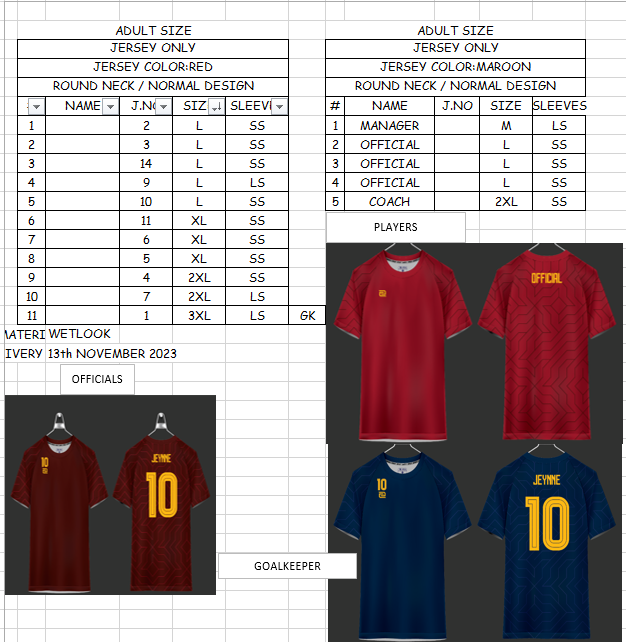 ADULT SIZE
JERSEY ONLY
JERSEY COLOR:RED
ROUND NECK / NORMAL DESIGN
NAME J.NO SIZ SLEEVE
1 2 L SS
2 3 L SS
3 14 L SS
4 9 L LS
5 10 L SS
6 11 XL SS
7 6 XL SS
8 5 XL SS
9 4 2XL SS
10 7 2XL LS
11 1 3XL LS GK
MATERI WETLOOK
IVERY 13th NOVEMBER 2023
ADULT SIZE
JERSEY ONLY
JERSEY COLOR:MAROON
ROUND NECK / NORMAL DESIGN
# NAME J.NO SIZE SLEEVES
1 MANAGER M LS
2 OFFICIAL L SS
3 OFFICIAL L SS
4 OFFICIAL L SS
5 COACH 2XL SS
PLAYERS
OFFICIAL
OFFICIALS
10
JEYNNE
10
GOALKEEPER
10
JEYNNE
10